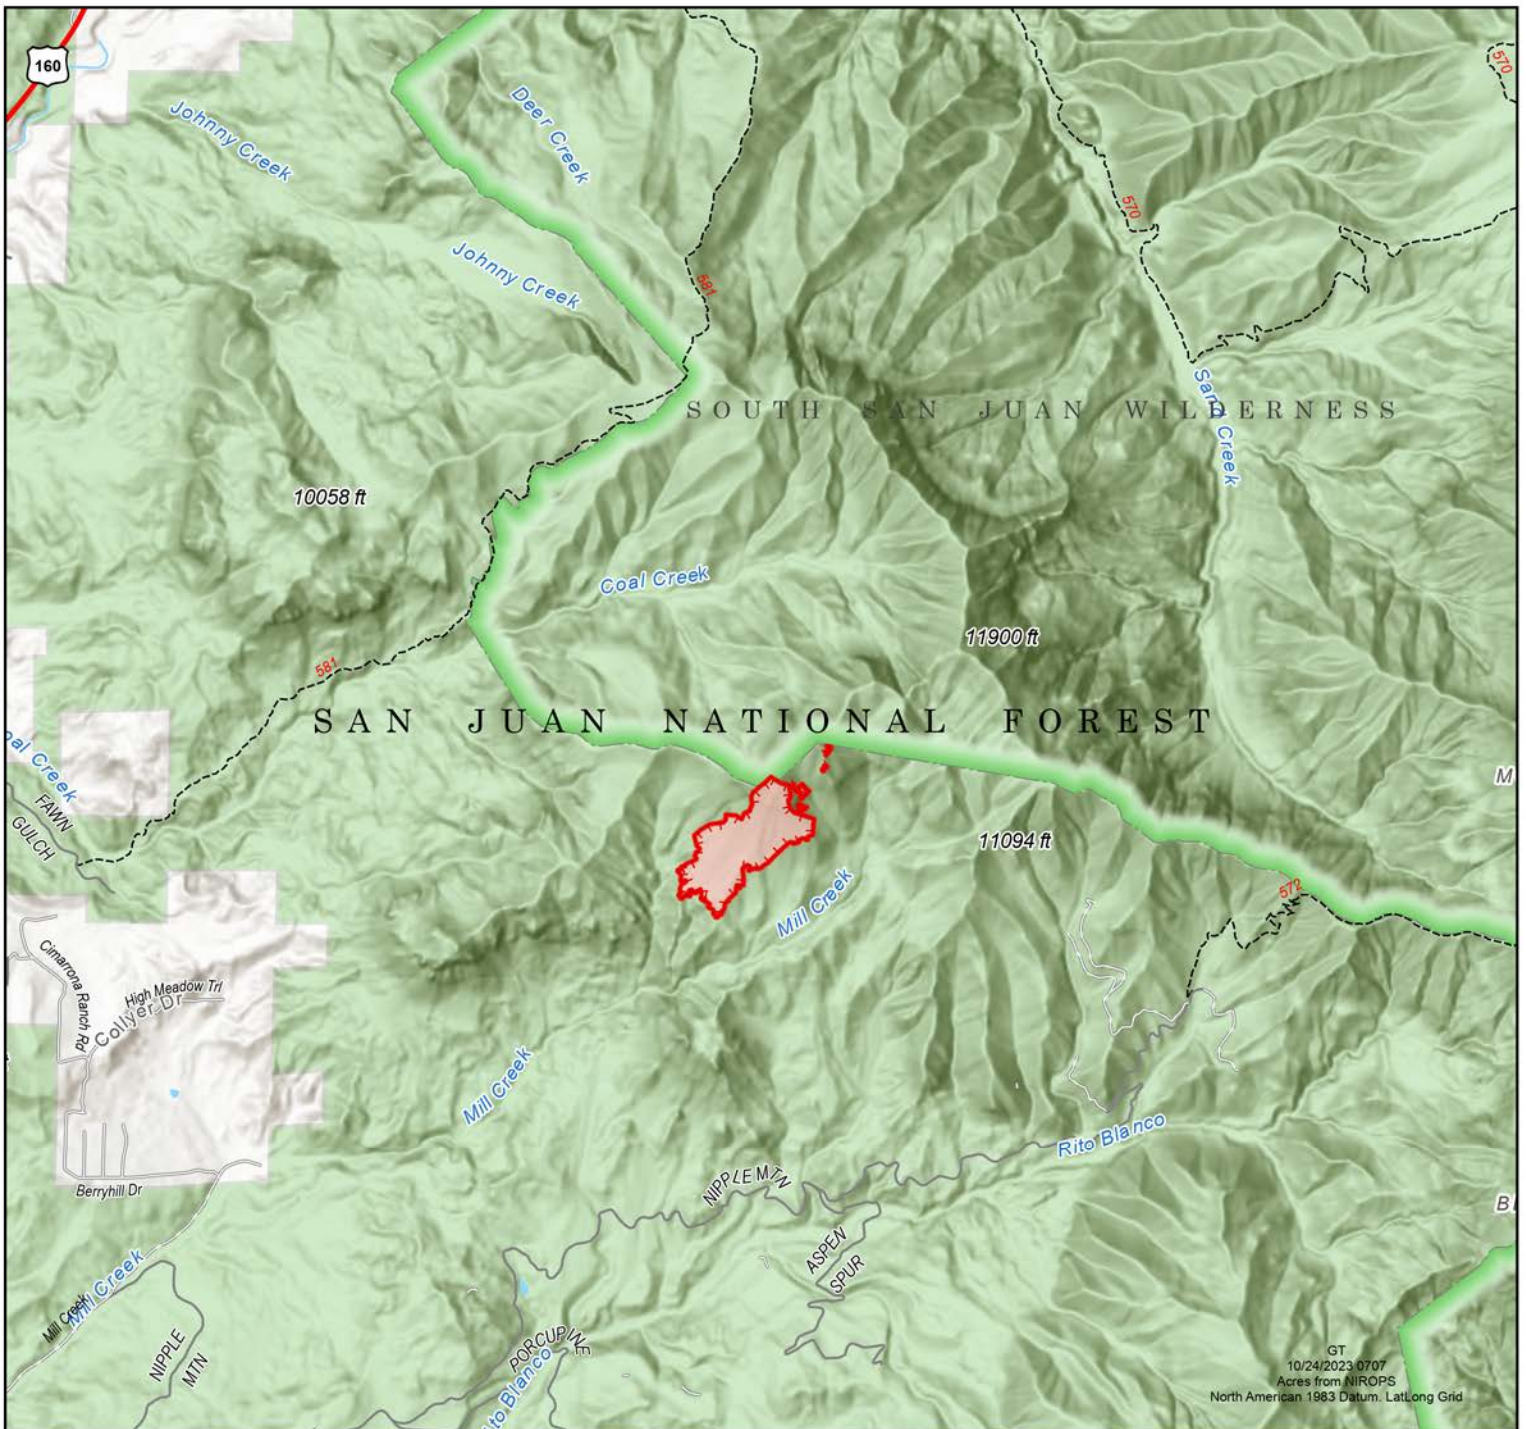 160
570
Johnny Creek
Deer Creek
570
Johnny Creek
581
Sand Creek
SOUTH SAN JUAN WILDERNESS
10058 ft
Coal Creek
11900 ft
581
SAN JUAN NATIONAL FOREST
oal Creek
M
FAWN
GULCH
11094 ft
Mill Creek
572
Cimarrona Ranch Rd
High Meadow Trl
Collyer Dr
Mill Creek
Rito Blanco
Berryhill Dr
NIPPLE MTN
ASPEN
SPUR
Mill Creek
Mill Creek
NIPPLE
MTN
PORCUPINE
ito Blanco
GT
10/24/2023 0707
Acres from NIROPS
North American 1983 Datum. LatLong Grid